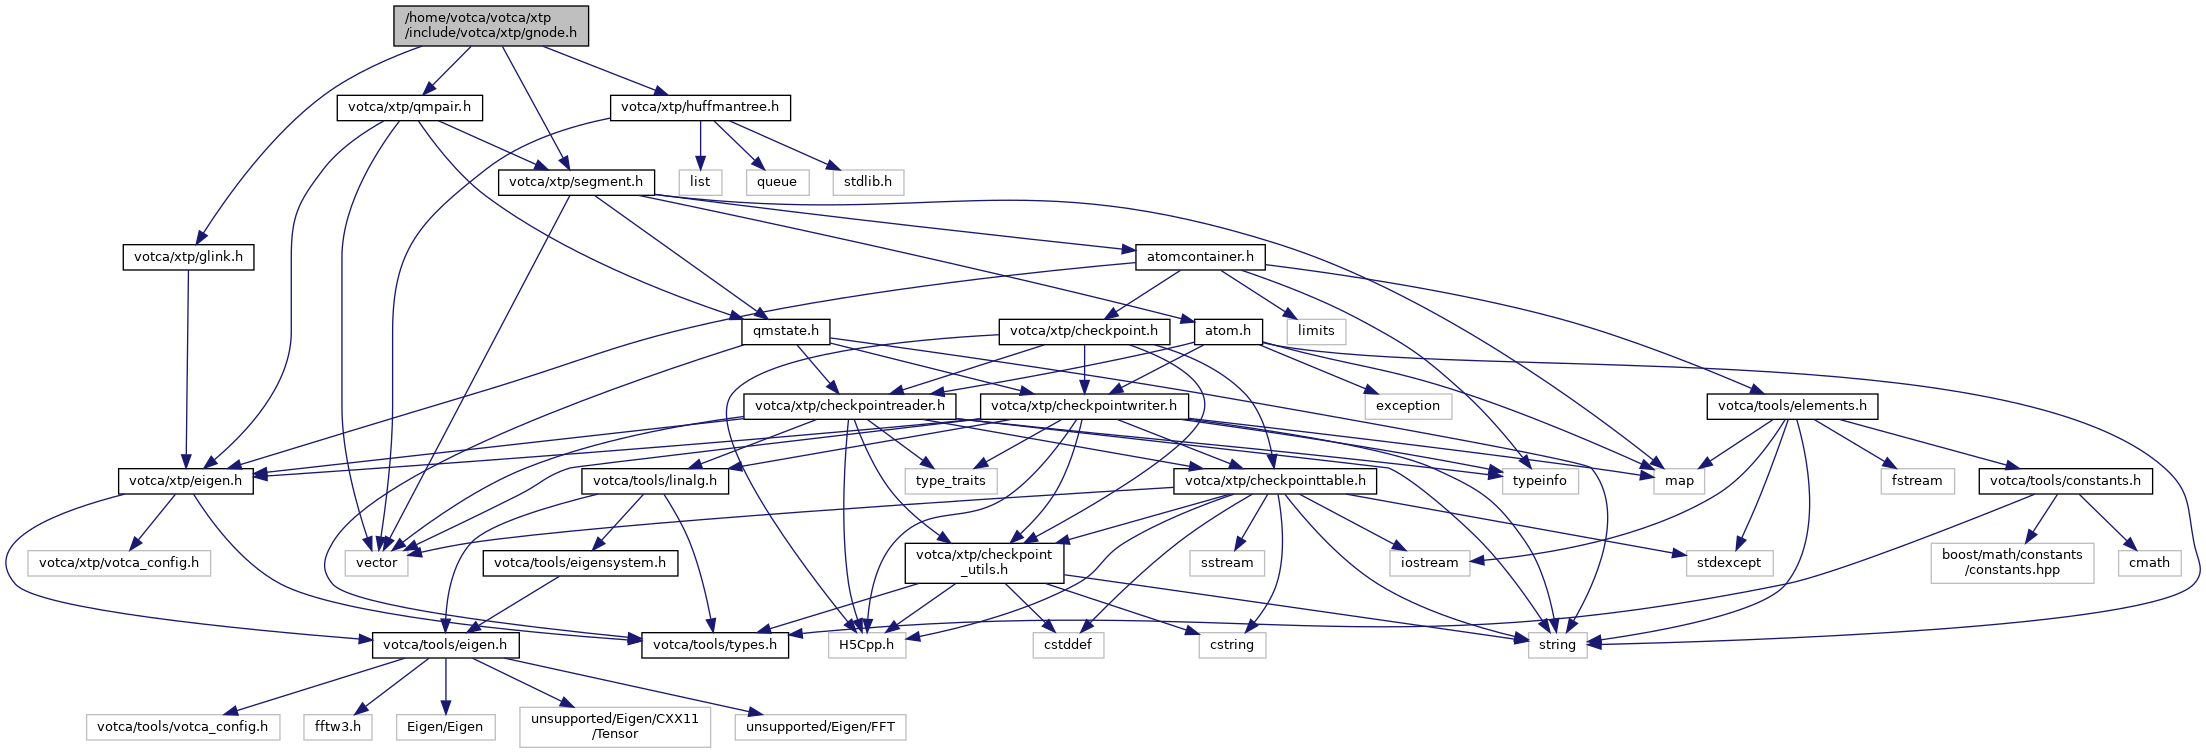 /home/votca/votca/xtp
/include/votca/xtp/gnode.h
votca/xtp/qmpair.h
votca/xtp/huffmantree.h
votca/xtp/segment.h
list
queue
stdlib.h
votca/xtp/glink.h
atomcontainer.h
qmstate.h
votca/xtp/checkpoint.h
atom.h
limits
votca/xtp/checkpointreader.h
votca/xtp/checkpointwriter.h
exception
votca/tools/elements.h
votca/xtp/eigen.h
votca/tools/linalg.h
type_traits
votca/xtp/checkpointtable.h
typeinfo
map
fstream
votca/tools/constants.h
votca/xtp/votca_config.h
vector
votca/tools/eigensystem.h
votca/xtp/checkpoint
_utils.h
sstream
iostream
stdexcept
boost/math/constants
/constants.hpp
cmath
votca/tools/eigen.h
votca/tools/types.h
H5Cpp.h
cstddef
cstring
string
votca/tools/votca_config.h
fftw3.h
Eigen/Eigen
unsupported/Eigen/CXX11
/Tensor
unsupported/Eigen/FFT